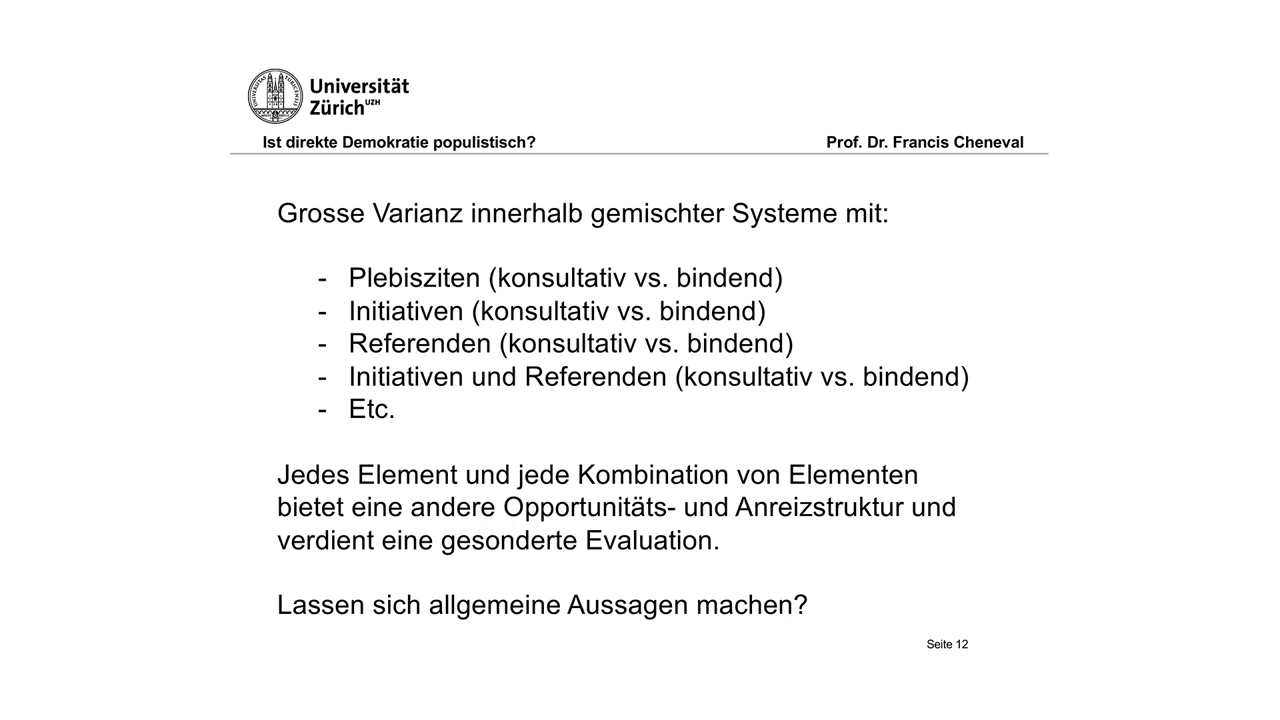 Universität
Zürich UZH
Ist direkte Demokratie populistisch? Prof. Dr. Francis Cheneval
Grosse Varianz innerhalb gemischter Systeme mit:
- Plebisziten (konsultativ vs. bindend)
- Initiativen (konsultativ vs. bindend)
- Referenden (konsultativ vs. bindend)
- Initiativen und Referenden (konsultativ vs. bindend)
- Etc.
Jedes Element und jede Kombination von Elementen
bietet eine andere Opportunitäts- und Anreizstruktur und
verdient eine gesonderte Evaluation.
Lassen sich allgemeine Aussagen machen?
Seite 12